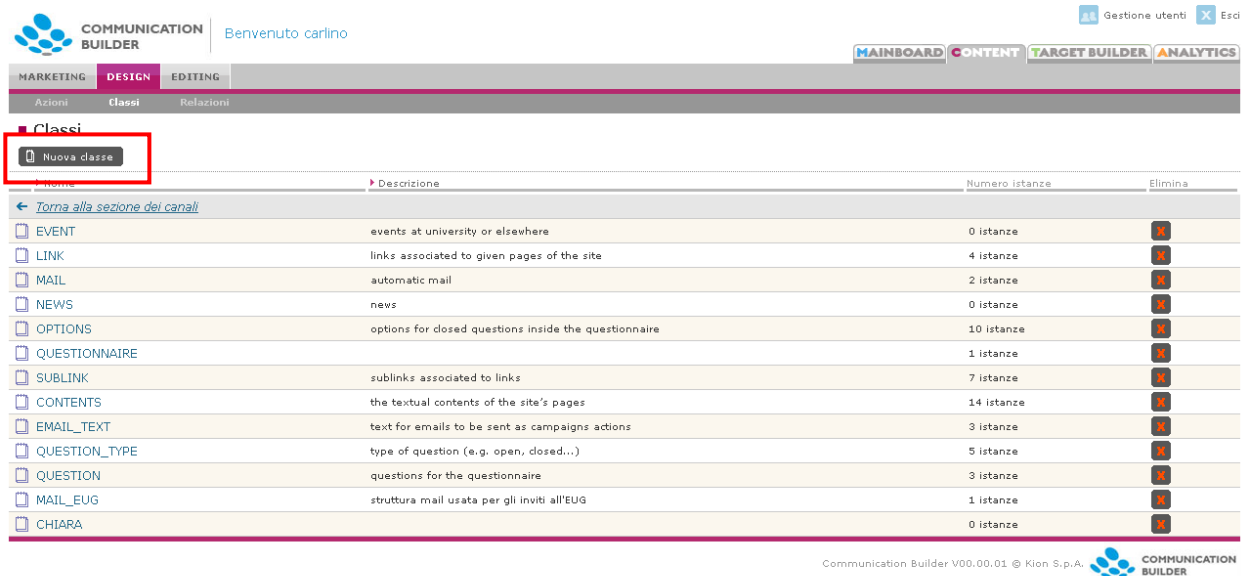 Gestione utenti X Esci
COMMUNICATION
BUILDER
Benvenuto carlino
MAINBOARD CONTENT TARGET BUILDER ANALYTICS
MARKETING DESIGN EDITING
Azioni Classi Relazioni
Classi
Nuova classe
Nome Descrizione Numero istanze Elimina
Torna alla sezione dei canali
EVENT events at university or elsewhere 0 istanze X
LINK links associated to given pages of the site 4 istanze X
MAIL automatic mail 2 istanze X
NEWS news 0 istanze X
OPTIONS options for closed questions inside the questionnaire 10 istanze X
QUESTIONNAIRE 1 istanze X
SUBLINK sublinks associated to links 7 istanze X
CONTENTS the textual contents of the site's pages 14 istanze X
EMAIL_TEXT text for emails to be sent as campaigns actions 3 istanze X
QUESTION_TYPE type of question (e.g. open, closed...) 5 istanze X
QUESTION questions for the questionnaire 3 istanze X
MAIL_EUG struttura mail usata per gli inviti all'EUG 1 istanze X
CHIARA 0 istanze X
Communication Builder V00.00.01 © Kion S.p.A.
COMMUNICATION
BUILDER